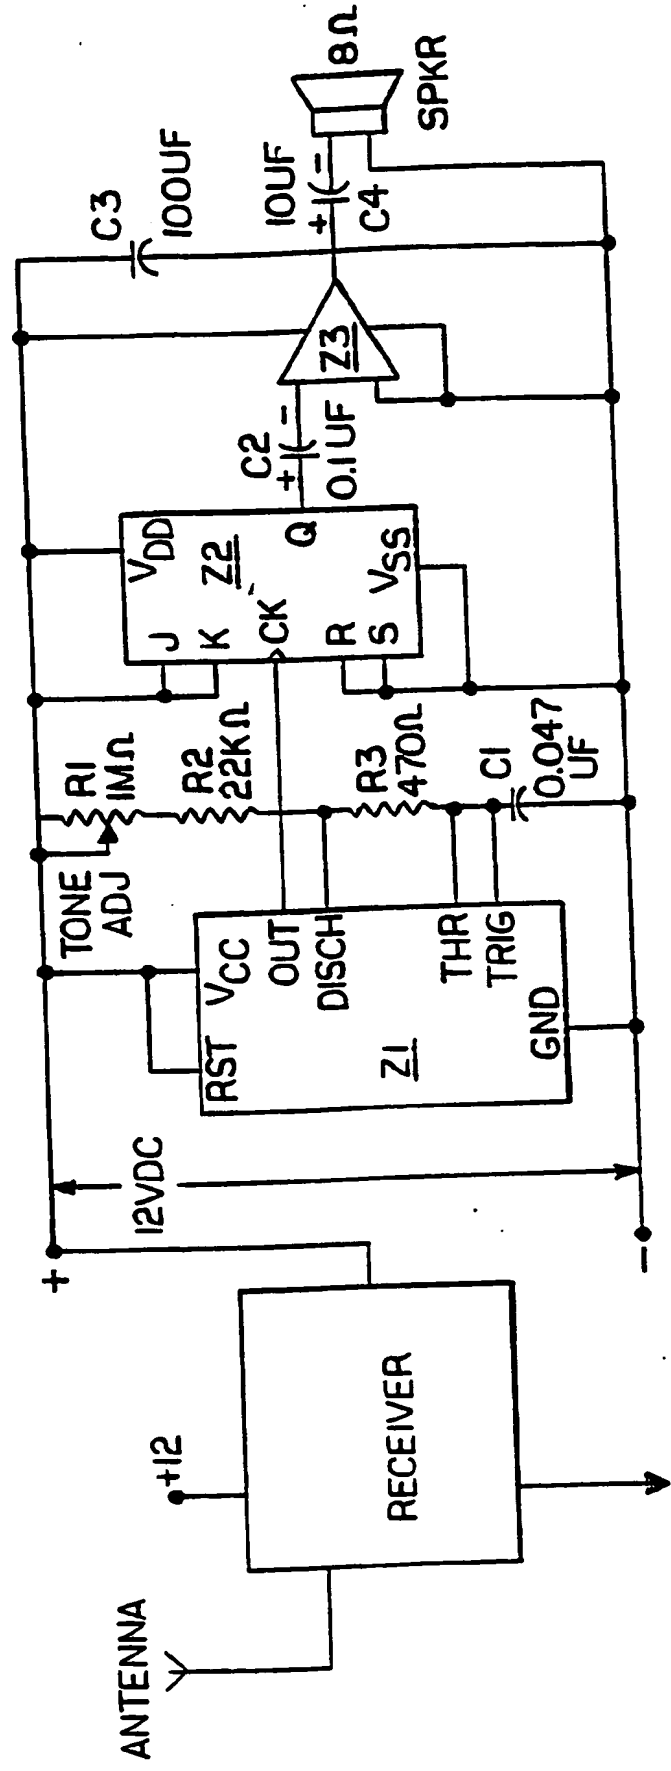 ANTENNA
+12
RECEIVER
+
12VDC
−
TONE
ADJ
R1
1MΩ
R2
22KΩ
R3
470Ω
C1
0.047
UF
RST
VCC
OUT
DISCH
THR
TRIG
GND
Z1
J
K
CK
R
S
VDD
Z2
Q
VSS
C2
+ −
0.1UF
Z3
C3
100UF
10UF
+ −
C4
8Ω
SPKR